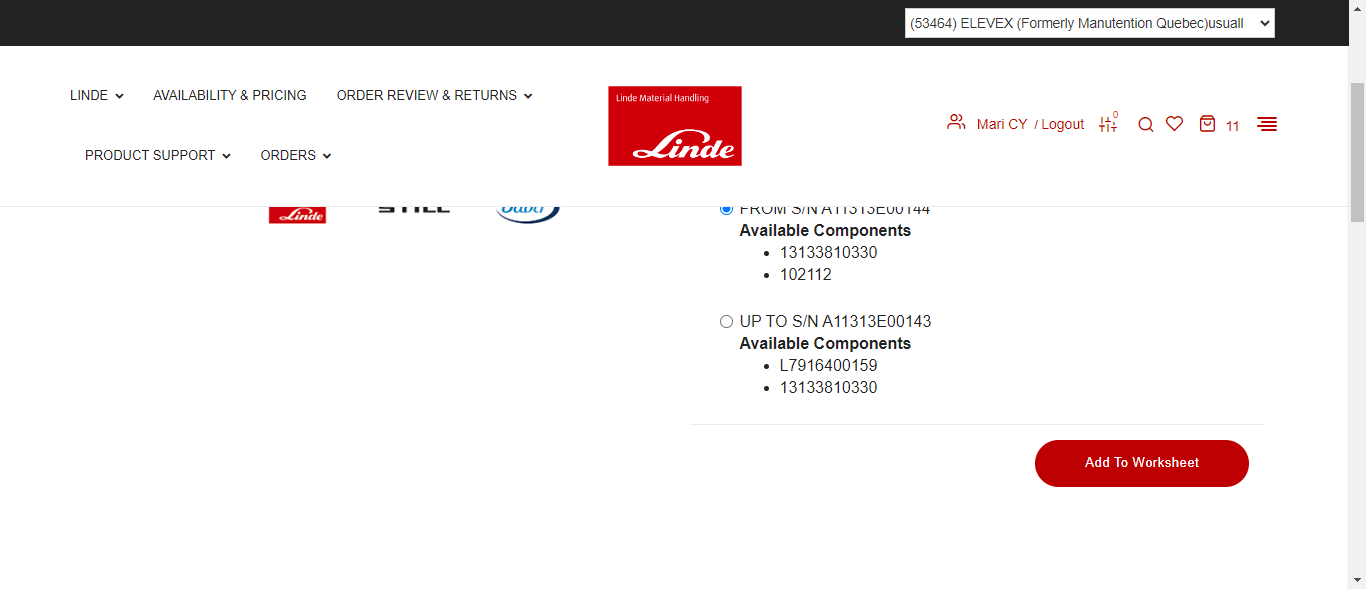 (53464) ELEVEX (Formerly Manutention Quebec)usuall
LINDE
AVAILABILITY & PRICING
ORDER REVIEW & RETURNS
PRODUCT SUPPORT
ORDERS
Linde Material Handling
Linde
Mari CY / Logout
0
11
Linde
STILL
FROM S/N A11313E00144
Available Components
• 13133810330
• 102112
UP TO S/N A11313E00143
Available Components
• L7916400159
• 13133810330
Add To Worksheet